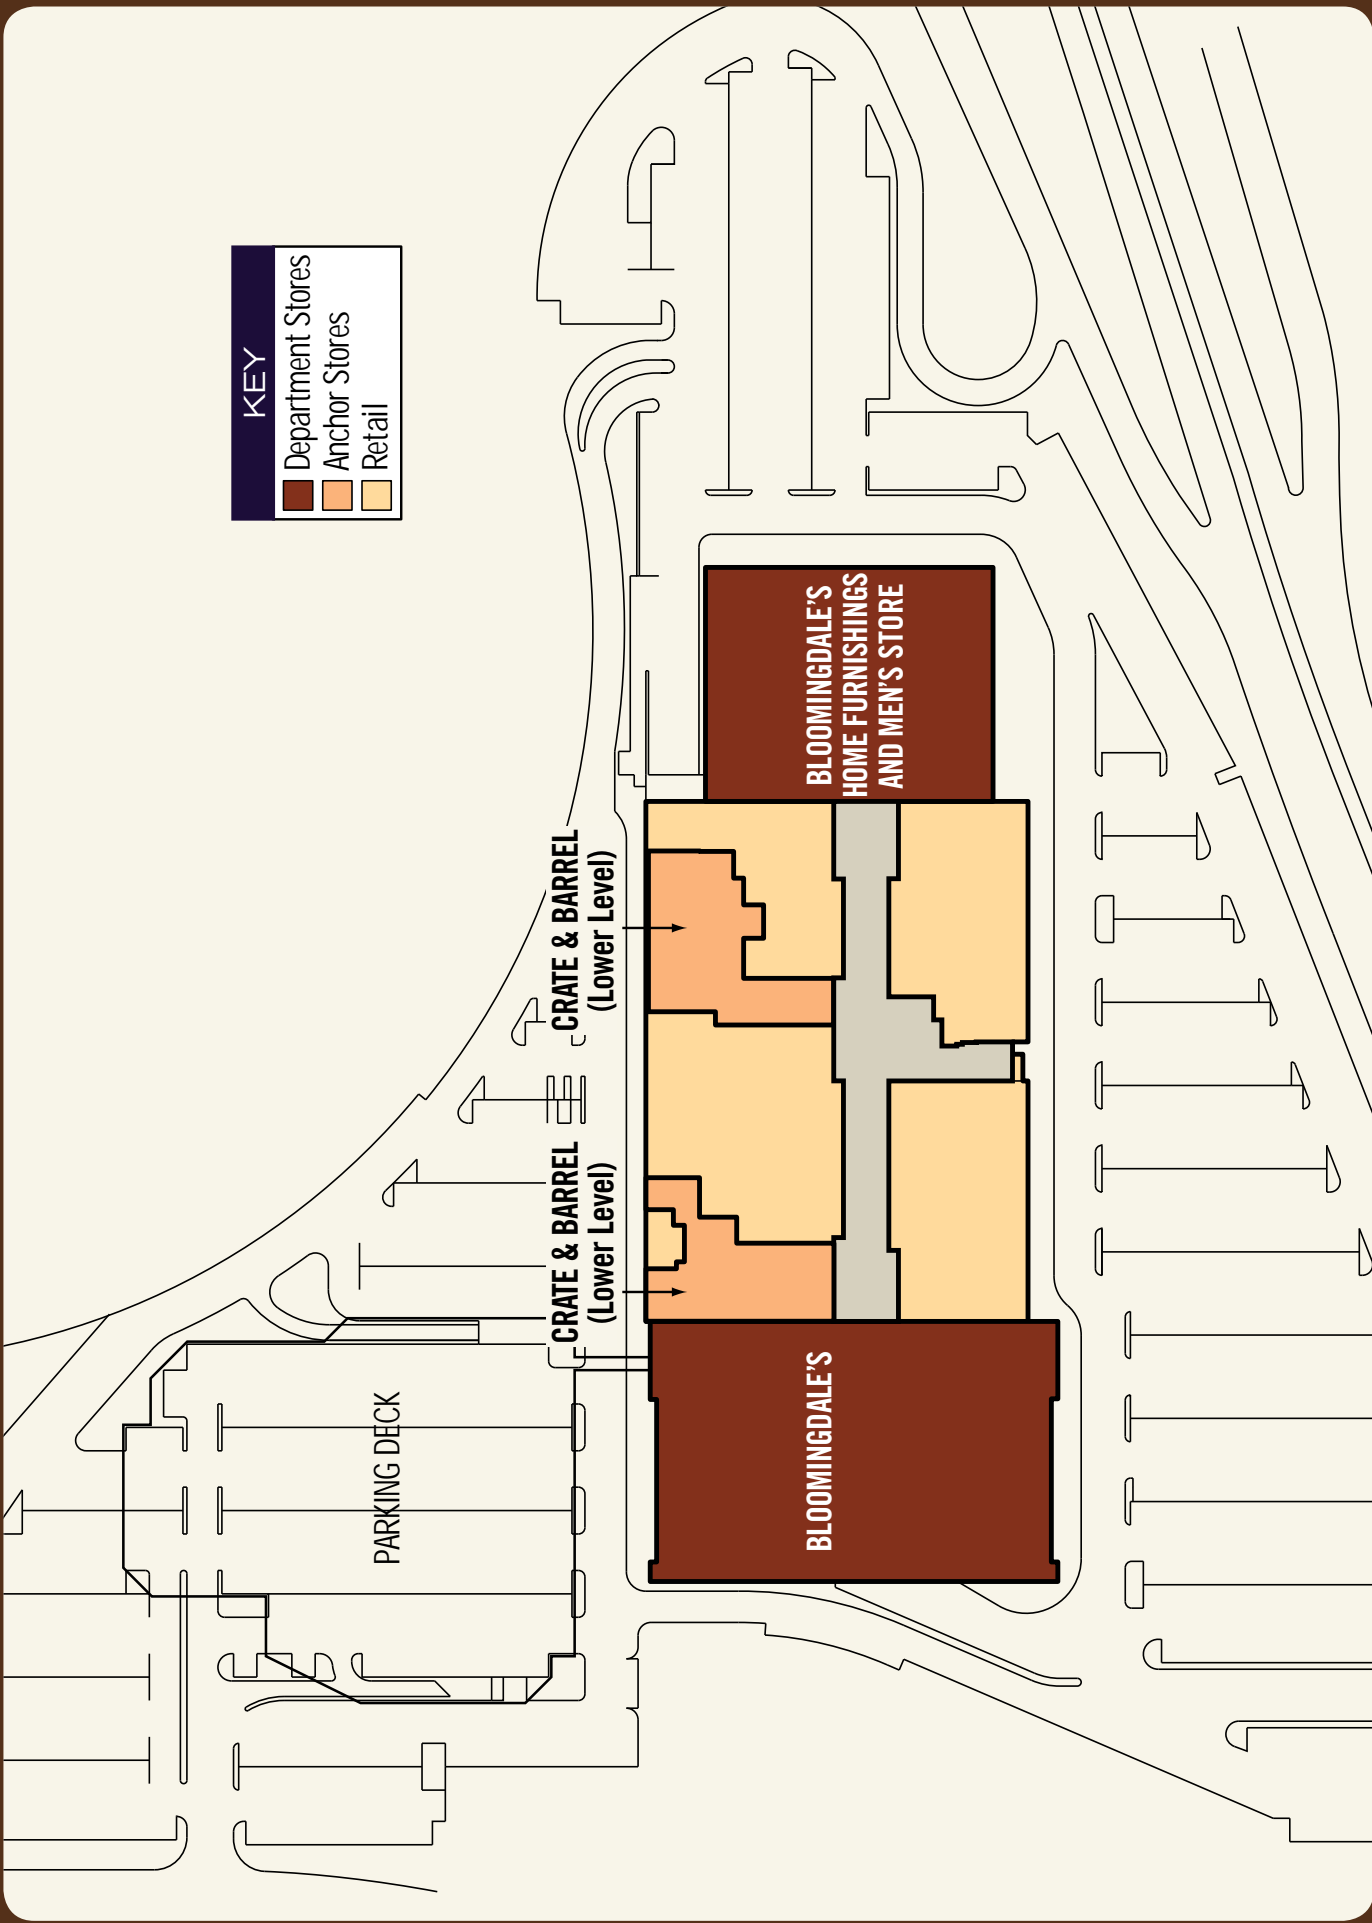 KEY
Department Stores
Anchor Stores
Retail
CRATE & BARREL
(Lower Level)
CRATE & BARREL
(Lower Level)
PARKING DECK
BLOOMINGDALE'S
BLOOMINGDALE'S
HOME FURNISHINGS
AND MEN'S STORE